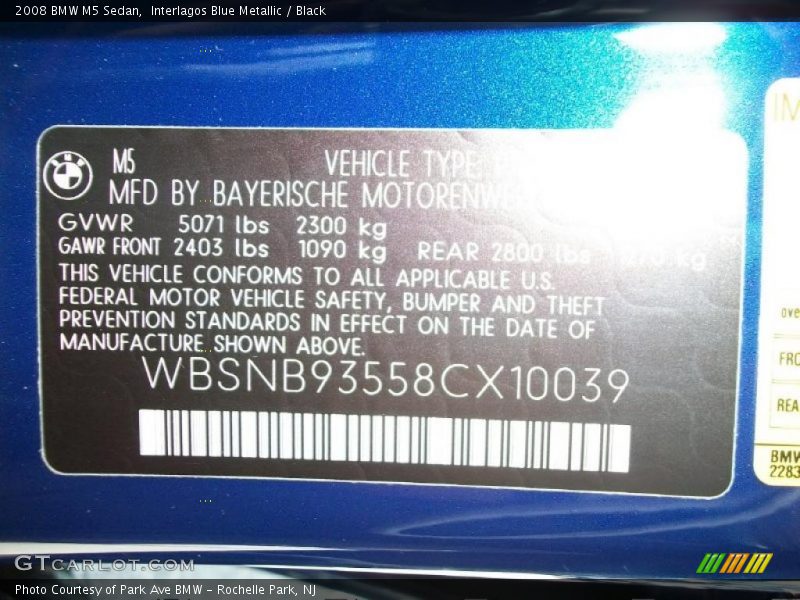 2008 BMW M5 Sedan, Interlagos Blue Metallic / Black
M5 VEHICLE TYPE:
MFD BY BAYERISCHE
GVWR 5071 lbs 2300 kg
GAWR FRONT 2403 lbs 1090 kg REAR 2800 lbs kg
THIS VEHICLE CONFORMS TO ALL APPLICABLE U.S.
FEDERAL MOTOR VEHICLE SAFETY, BUMPER AND THEFT
PREVENTION STANDARDS IN EFFECT ON THE DATE OF
MANUFACTURE SHOWN ABOVE.
WBSNB93558CX10039
BMW
GTCARLOT.COM
Photo Courtesy of Park Ave BMW - Rochelle Park, NJ